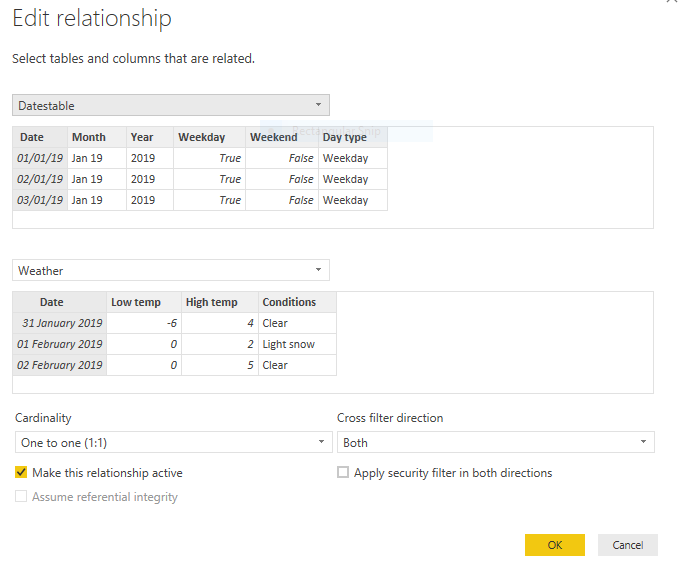 Edit relationship
Select tables and columns that are related.
Datestable
Rectangular Snip
Date Month Year Weekday Weekend Day type
01/01/19 Jan 19 2019 True False Weekday
02/01/19 Jan 19 2019 True False Weekday
03/01/19 Jan 19 2019 True False Weekday
Weather
Date Low temp High temp Conditions
31 January 2019 -6 4 Clear
01 February 2019 0 2 Light snow
02 February 2019 0 5 Clear
Cardinality Cross filter direction
One to one (1:1) Both
Make this relationship active Apply security filter in both directions
Assume referential integrity
OK Cancel